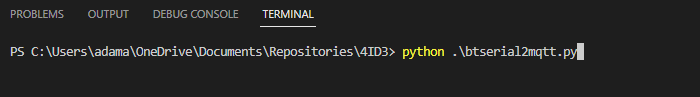 PROBLEMS OUTPUT DEBUG CONSOLE TERMINAL
PS C:\Users\adama\OneDrive\Documents\Repositories\4ID3> python .\btserial2mqtt.py